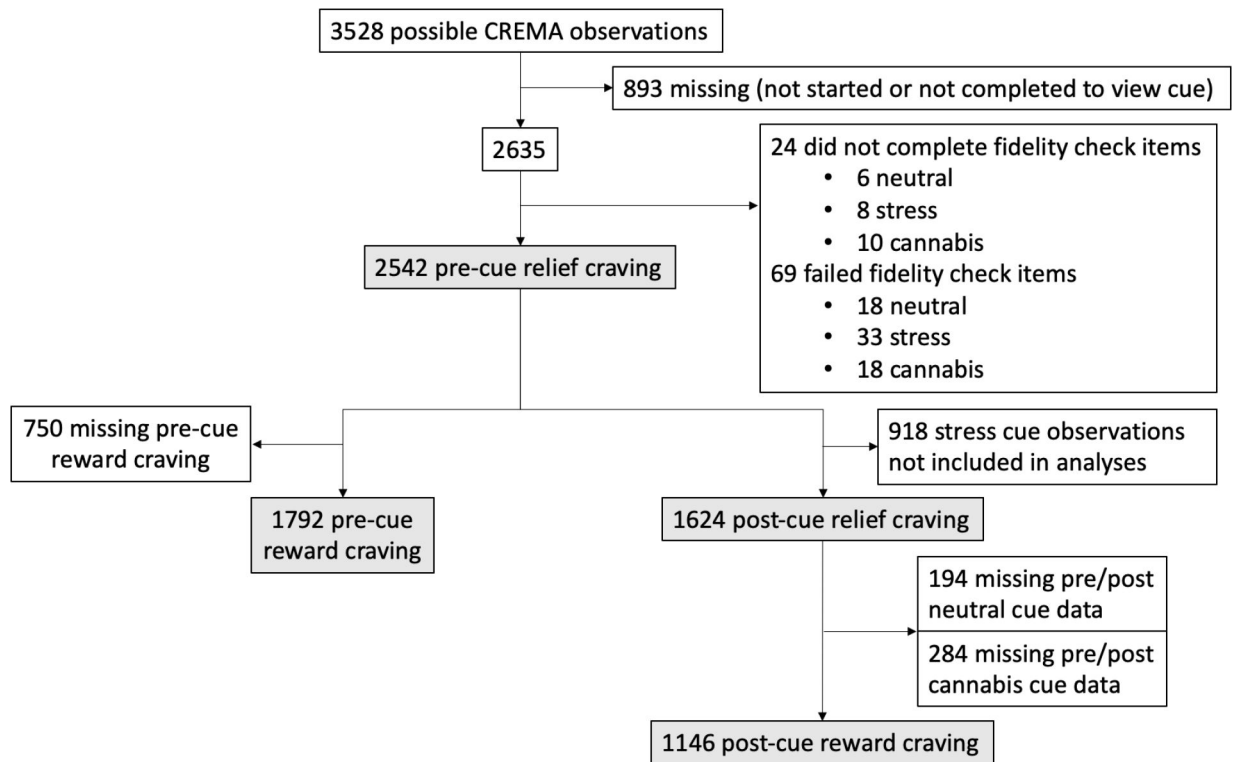 3528 possible CREMA observations
893 missing (not started or not completed to view cue)
2635
24 did not complete fidelity check items
• 6 neutral
• 8 stress
• 10 cannabis
69 failed fidelity check items
• 18 neutral
• 33 stress
• 18 cannabis
2542 pre-cue relief craving
750 missing pre-cue
reward craving
918 stress cue observations
not included in analyses
1792 pre-cue
reward craving
1624 post-cue relief craving
194 missing pre/post
neutral cue data
284 missing pre/post
cannabis cue data
1146 post-cue reward craving